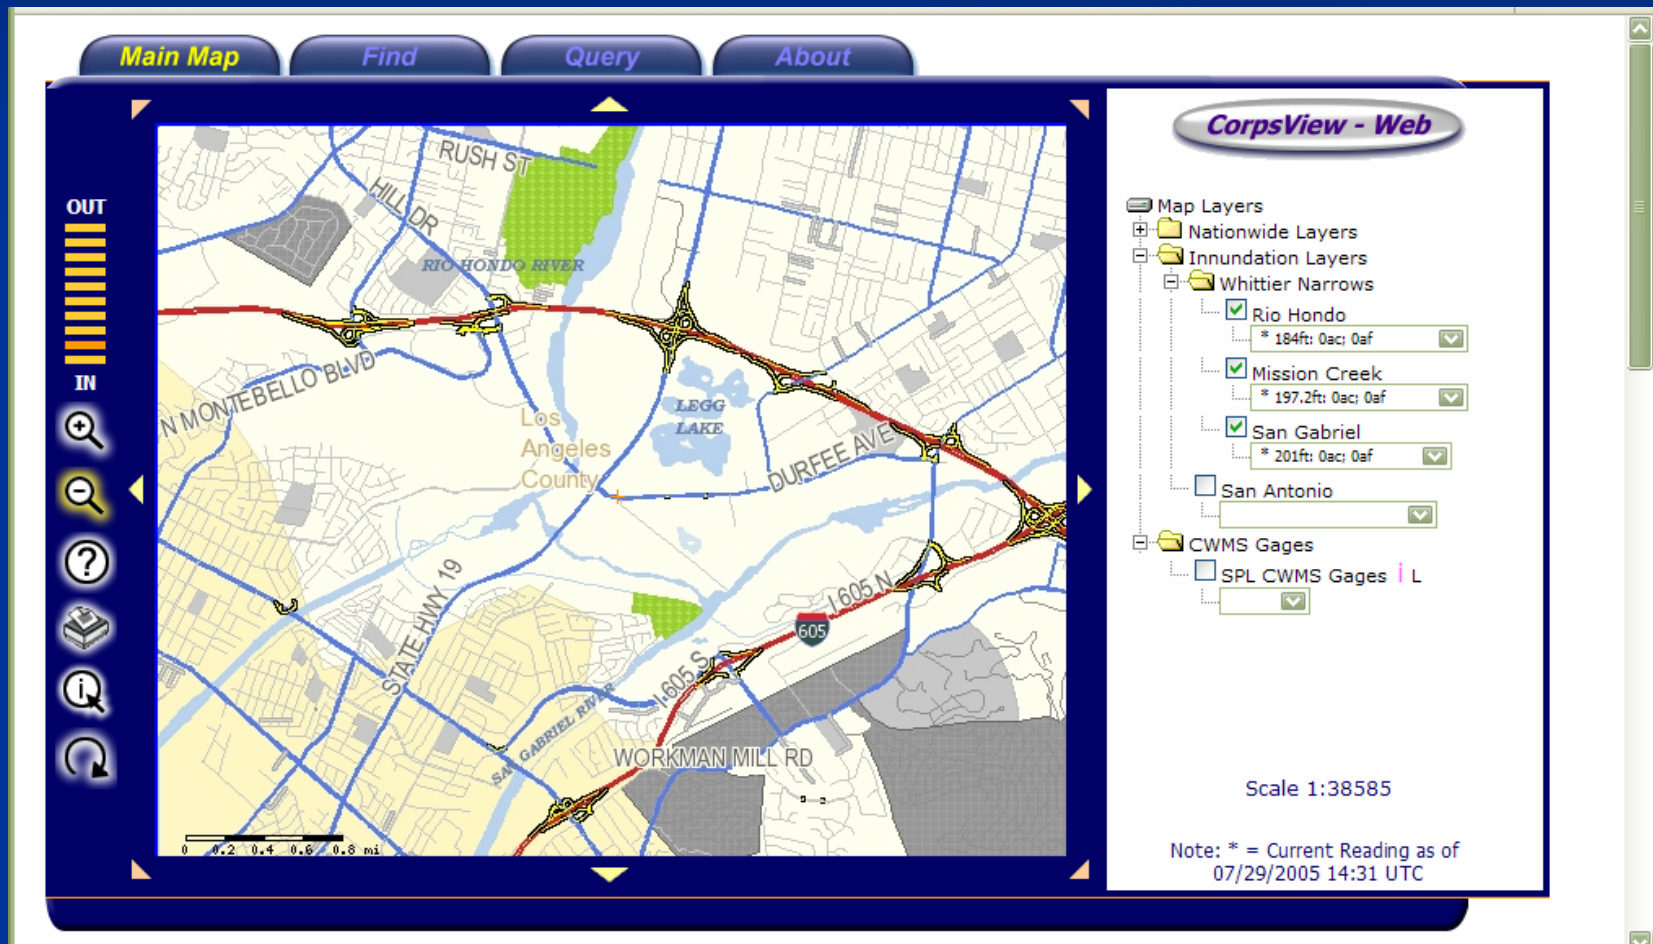 Main Map
Find
Query
About
CorpsView - Web
OUT
IN
RUSH ST
HILL DR
RIO HONDO RIVER
N MONTEBELLO BLVD
LEGG
LAKE
Los
Angeles
County
DURFEE AVE
STATE HWY 19
I 605 N
605
I 605 S
SAN GABRIEL RIVER
WORKMAN MILL RD
0 0.2 0.4 0.6 0.8 mi
Map Layers
Nationwide Layers
Innundation Layers
Whittier Narrows
Rio Hondo
* 184ft: 0ac; 0af
Mission Creek
* 197.2ft: 0ac; 0af
San Gabriel
* 201ft: 0ac; 0af
San Antonio
CWMS Gages
SPL CWMS Gages i L
Scale 1:38585
Note: * = Current Reading as of
07/29/2005 14:31 UTC